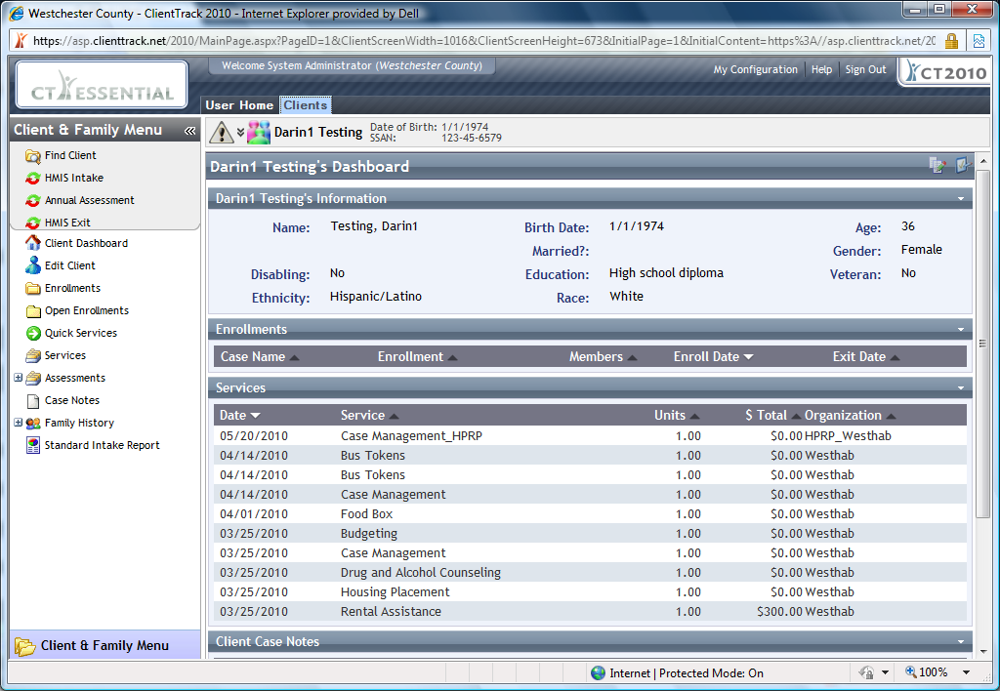 Westchester County - ClientTrack 2010 - Internet Explorer provided by Dell
https://asp.clienttrack.net/2010/MainPage.aspx?PageID=1&ClientScreenWidth=1016&ClientScreenHeight=673&InitialPage=1&InitialContent=https%3A//asp.clienttrack.net/20
CT ESSENTIAL
Welcome System Administrator (Westchester County)
My Configuration | Help | Sign Out
CT2010
User Home Clients
Client & Family Menu «
Find Client
HMIS Intake
Annual Assessment
HMIS Exit
Client Dashboard
Edit Client
Enrollments
Open Enrollments
Quick Services
Services
Assessments
Case Notes
Family History
Standard Intake Report
Client & Family Menu
Darin1 Testing Date of Birth: 1/1/1974
SSAN: 123-45-6579
Darin1 Testing's Dashboard
Darin1 Testing's Information
Name: Testing, Darin1 Birth Date: 1/1/1974 Age: 36
Married?: Gender: Female
Disabling: No Education: High school diploma Veteran: No
Ethnicity: Hispanic/Latino Race: White
Enrollments
Case Name Enrollment Members Enroll Date Exit Date
Services
Date Service Units $ Total Organization
05/20/2010 Case Management_HPRP 1.00 $0.00 HPRP_Westhab
04/14/2010 Bus Tokens 1.00 $0.00 Westhab
04/14/2010 Bus Tokens 1.00 $0.00 Westhab
04/14/2010 Case Management 1.00 $0.00 Westhab
04/01/2010 Food Box 1.00 $0.00 Westhab
03/25/2010 Budgeting 1.00 $0.00 Westhab
03/25/2010 Case Management 1.00 $0.00 Westhab
03/25/2010 Drug and Alcohol Counseling 1.00 $0.00 Westhab
03/25/2010 Housing Placement 1.00 $0.00 Westhab
03/25/2010 Rental Assistance 1.00 $300.00 Westhab
Client Case Notes
Internet | Protected Mode: On
100%